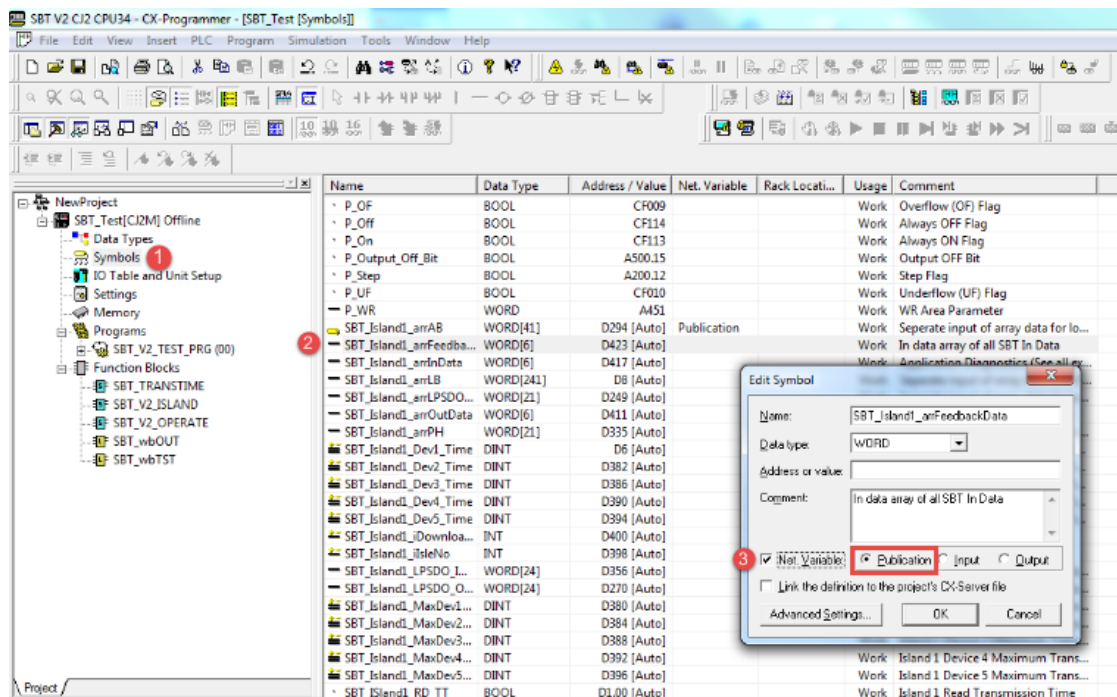 SBT V2 CJ2 CPU34 - CX-Programmer - [SBT_Test [Symbols]]
File Edit View Insert PLC Program Simulation Tools Window Help
10 16
NewProject
SBT_Test[CJ2M] Offline
Data Types
Symbols 1
IO Table and Unit Setup
Settings
Memory
Programs
SBT_V2_TEST_PRG (00)
Function Blocks
SBT_TRANSTIME
SBT_V2_ISLAND
SBT_V2_OPERATE
SBT_wbOUT
SBT_wbTST
Project
Name Data Type Address / Value Net. Variable Rack Locati... Usage Comment
P_OF BOOL CF009 Work Overflow (OF) Flag
P_Off BOOL CF114 Work Always OFF Flag
P_On BOOL CF113 Work Always ON Flag
P_Output_Off_Bit BOOL A500.15 Work Output OFF Bit
P_Step BOOL A200.12 Work Step Flag
P_UF BOOL CF010 Work Underflow (UF) Flag
P_WR WORD A451 Work WR Area Parameter
SBT_Island1_arrAB WORD[41] D294 [Auto] Publication Work Seperate input of array data for lo...
2 SBT_Island1_arrFeedba... WORD[6] D423 [Auto] Work In data array of all SBT In Data
SBT_Island1_arrInData WORD[6] D417 [Auto] Work Application Diagnostics (See all ex...
SBT_Island1_arrLB WORD[241] D8 [Auto]
SBT_Island1_arrLPSDO... WORD[21] D249 [Auto]
SBT_Island1_arrOutData WORD[6] D411 [Auto]
SBT_Island1_arrPH WORD[21] D335 [Auto]
SBT_Island1_Dev1_Time DINT D6 [Auto]
SBT_Island1_Dev2_Time DINT D382 [Auto]
SBT_Island1_Dev3_Time DINT D386 [Auto]
SBT_Island1_Dev4_Time DINT D390 [Auto]
SBT_Island1_Dev5_Time DINT D394 [Auto]
SBT_Island1_iDownloa... INT D400 [Auto]
SBT_Island1_iIsleNo INT D398 [Auto]
SBT_Island1_LPSDO_I... WORD[24] D356 [Auto]
SBT_Island1_LPSDO_O... WORD[24] D270 [Auto]
SBT_Island1_MaxDev1... DINT D380 [Auto]
SBT_Island1_MaxDev2... DINT D384 [Auto]
SBT_Island1_MaxDev3... DINT D388 [Auto]
SBT_Island1_MaxDev4... DINT D392 [Auto] Work Island 1 Device 4 Maximum Trans...
SBT_Island1_MaxDev5... DINT D396 [Auto] Work Island 1 Device 5 Maximum Trans...
SBT_ISland1_RD_TT BOOL D1.00 [Auto] Work Island 1 Read Transmission Time
Edit Symbol
Name: SBT_Island1_arrFeedbackData
Data type: WORD
Address or value:
Comment: In data array of all SBT In Data
3 Net. Variable: Publication Input Output
Link the definition to the project's CX-Server file
Advanced Settings... OK Cancel